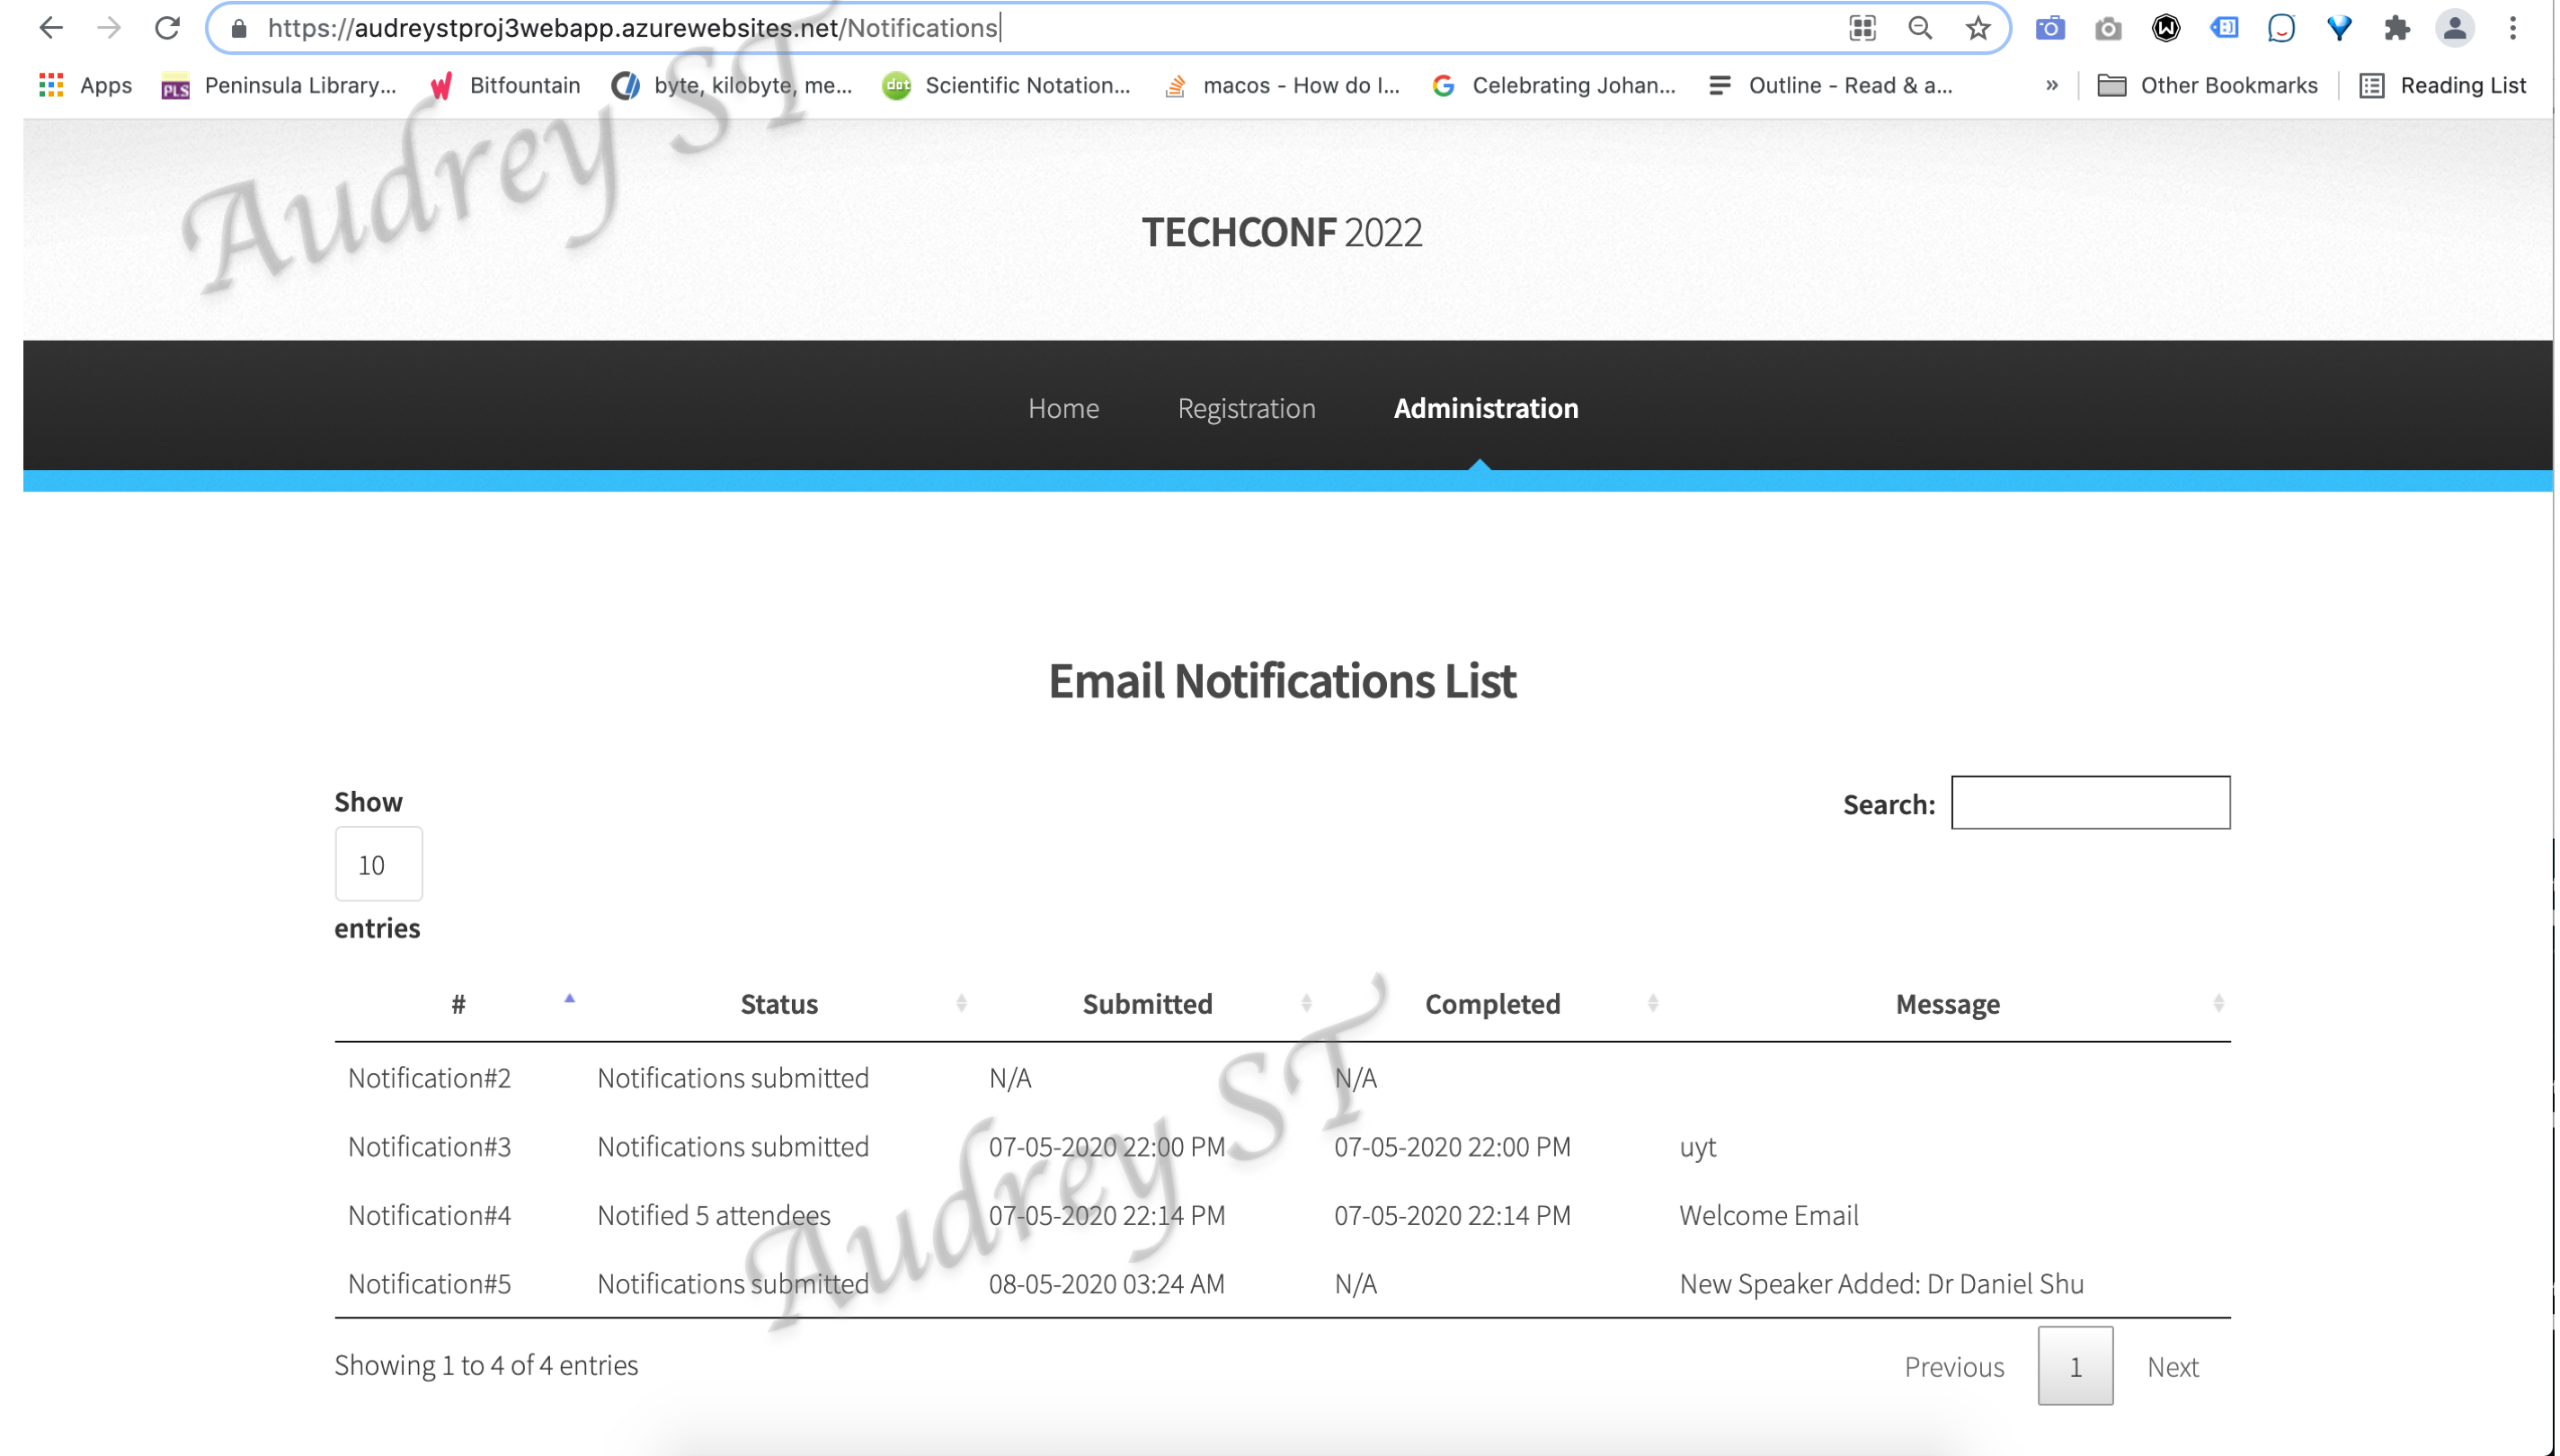 https://audreystproj3webapp.azurewebsites.net/Notifications
Apps PLS Peninsula Library... Bitfountain byte, kilobyte, me... dot Scientific Notation... macos - How do I... Celebrating Johan... Outline - Read & a... » Other Bookmarks Reading List
Audrey ST
TECHCONF 2022
Home Registration Administration
Email Notifications List
Show
10
entries
Search:
# Status Submitted Completed Message
Notification#2 Notifications submitted N/A N/A
Notification#3 Notifications submitted 07-05-2020 22:00 PM 07-05-2020 22:00 PM uyt
Notification#4 Notified 5 attendees 07-05-2020 22:14 PM 07-05-2020 22:14 PM Welcome Email
Notification#5 Notifications submitted 08-05-2020 03:24 AM N/A New Speaker Added: Dr Daniel Shu
Audrey ST
Showing 1 to 4 of 4 entries
Previous 1 Next